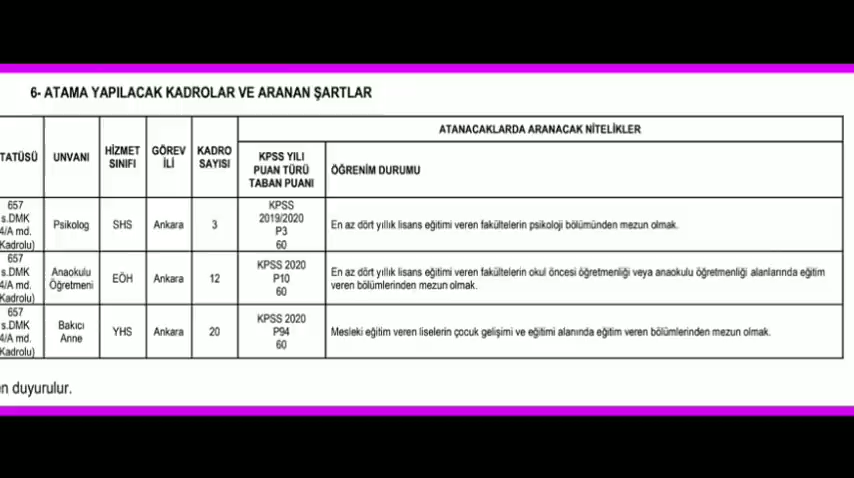 6- ATAMA YAPILACAK KADROLAR VE ARANAN ŞARTLAR
ATANACAKLARDA ARANACAK NİTELİKLER
TATÜSÜ
UNVANI
HİZMET
SINIFI
GÖREV
İLİ
KADRO
SAYISI
KPSS YILI
PUAN TÜRÜ
TABAN PUANI
ÖĞRENİM DURUMU
657
s.DMK
4/A md.
Kadrolu)
Psikolog
SHS
Ankara
3
KPSS
2019/2020
P3
60
En az dört yıllık lisans eğitimi veren fakültelerin psikoloji bölümünden mezun olmak.
657
s.DMK
4/A md.
Kadrolu)
Anaokulu
Öğretmeni
EÖH
Ankara
12
KPSS 2020
P10
60
En az dört yıllık lisans eğitimi veren fakültelerin okul öncesi öğretmenliği veya anaokulu öğretmenliği alanlarında eğitim
veren bölümlerinden mezun olmak.
657
s.DMK
4/A md.
Kadrolu)
Bakıcı
Anne
YHS
Ankara
20
KPSS 2020
P94
60
Mesleki eğitim veren liselerin çocuk gelişimi ve eğitimi alanında eğitim veren bölümlerinden mezun olmak.
en duyurulur.